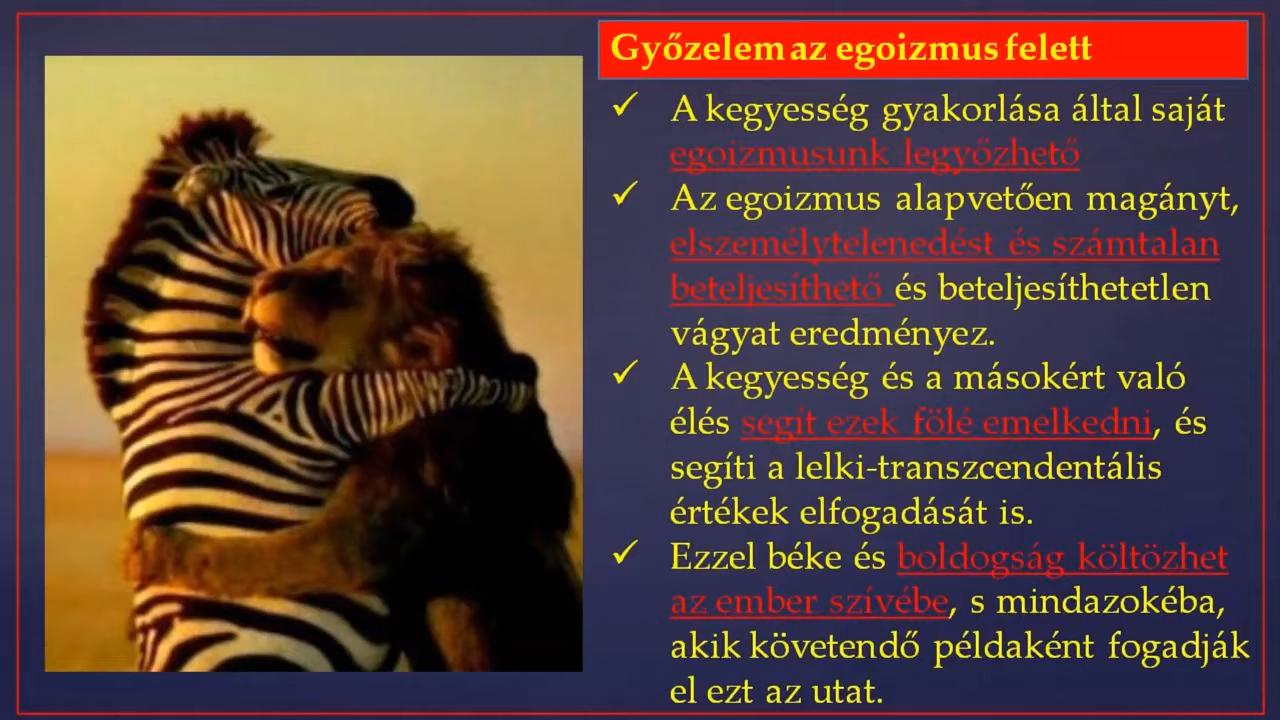 Győzelem az egoizmus felett
✓ A kegyesség gyakorlása által saját
egoizmusunk legyőzhető
✓ Az egoizmus alapvetően magányt,
elszemélytelenedést és számtalan
beteljesíthető és beteljesíthetetlen
vágyat eredményez.
✓ A kegyesség és a másokért való
élés segít ezek fölé emelkedni, és
segíti a lelki-transzcendentális
értékek elfogadását is.
✓ Ezzel béke és boldogság költözhet
az ember szívébe, s mindazokéba,
akik követendő példaként fogadják
el ezt az utat.